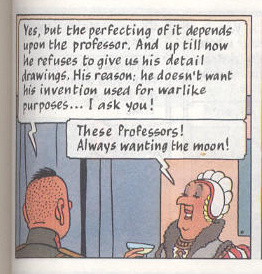 Yes, but the perfecting of it depends
upon the professor. And up till now
he refuses to give us his detail
drawings. His reason: he doesn't want
his invention used for warlike
purposes... I ask you!
These Professors!
Always wanting the moon!